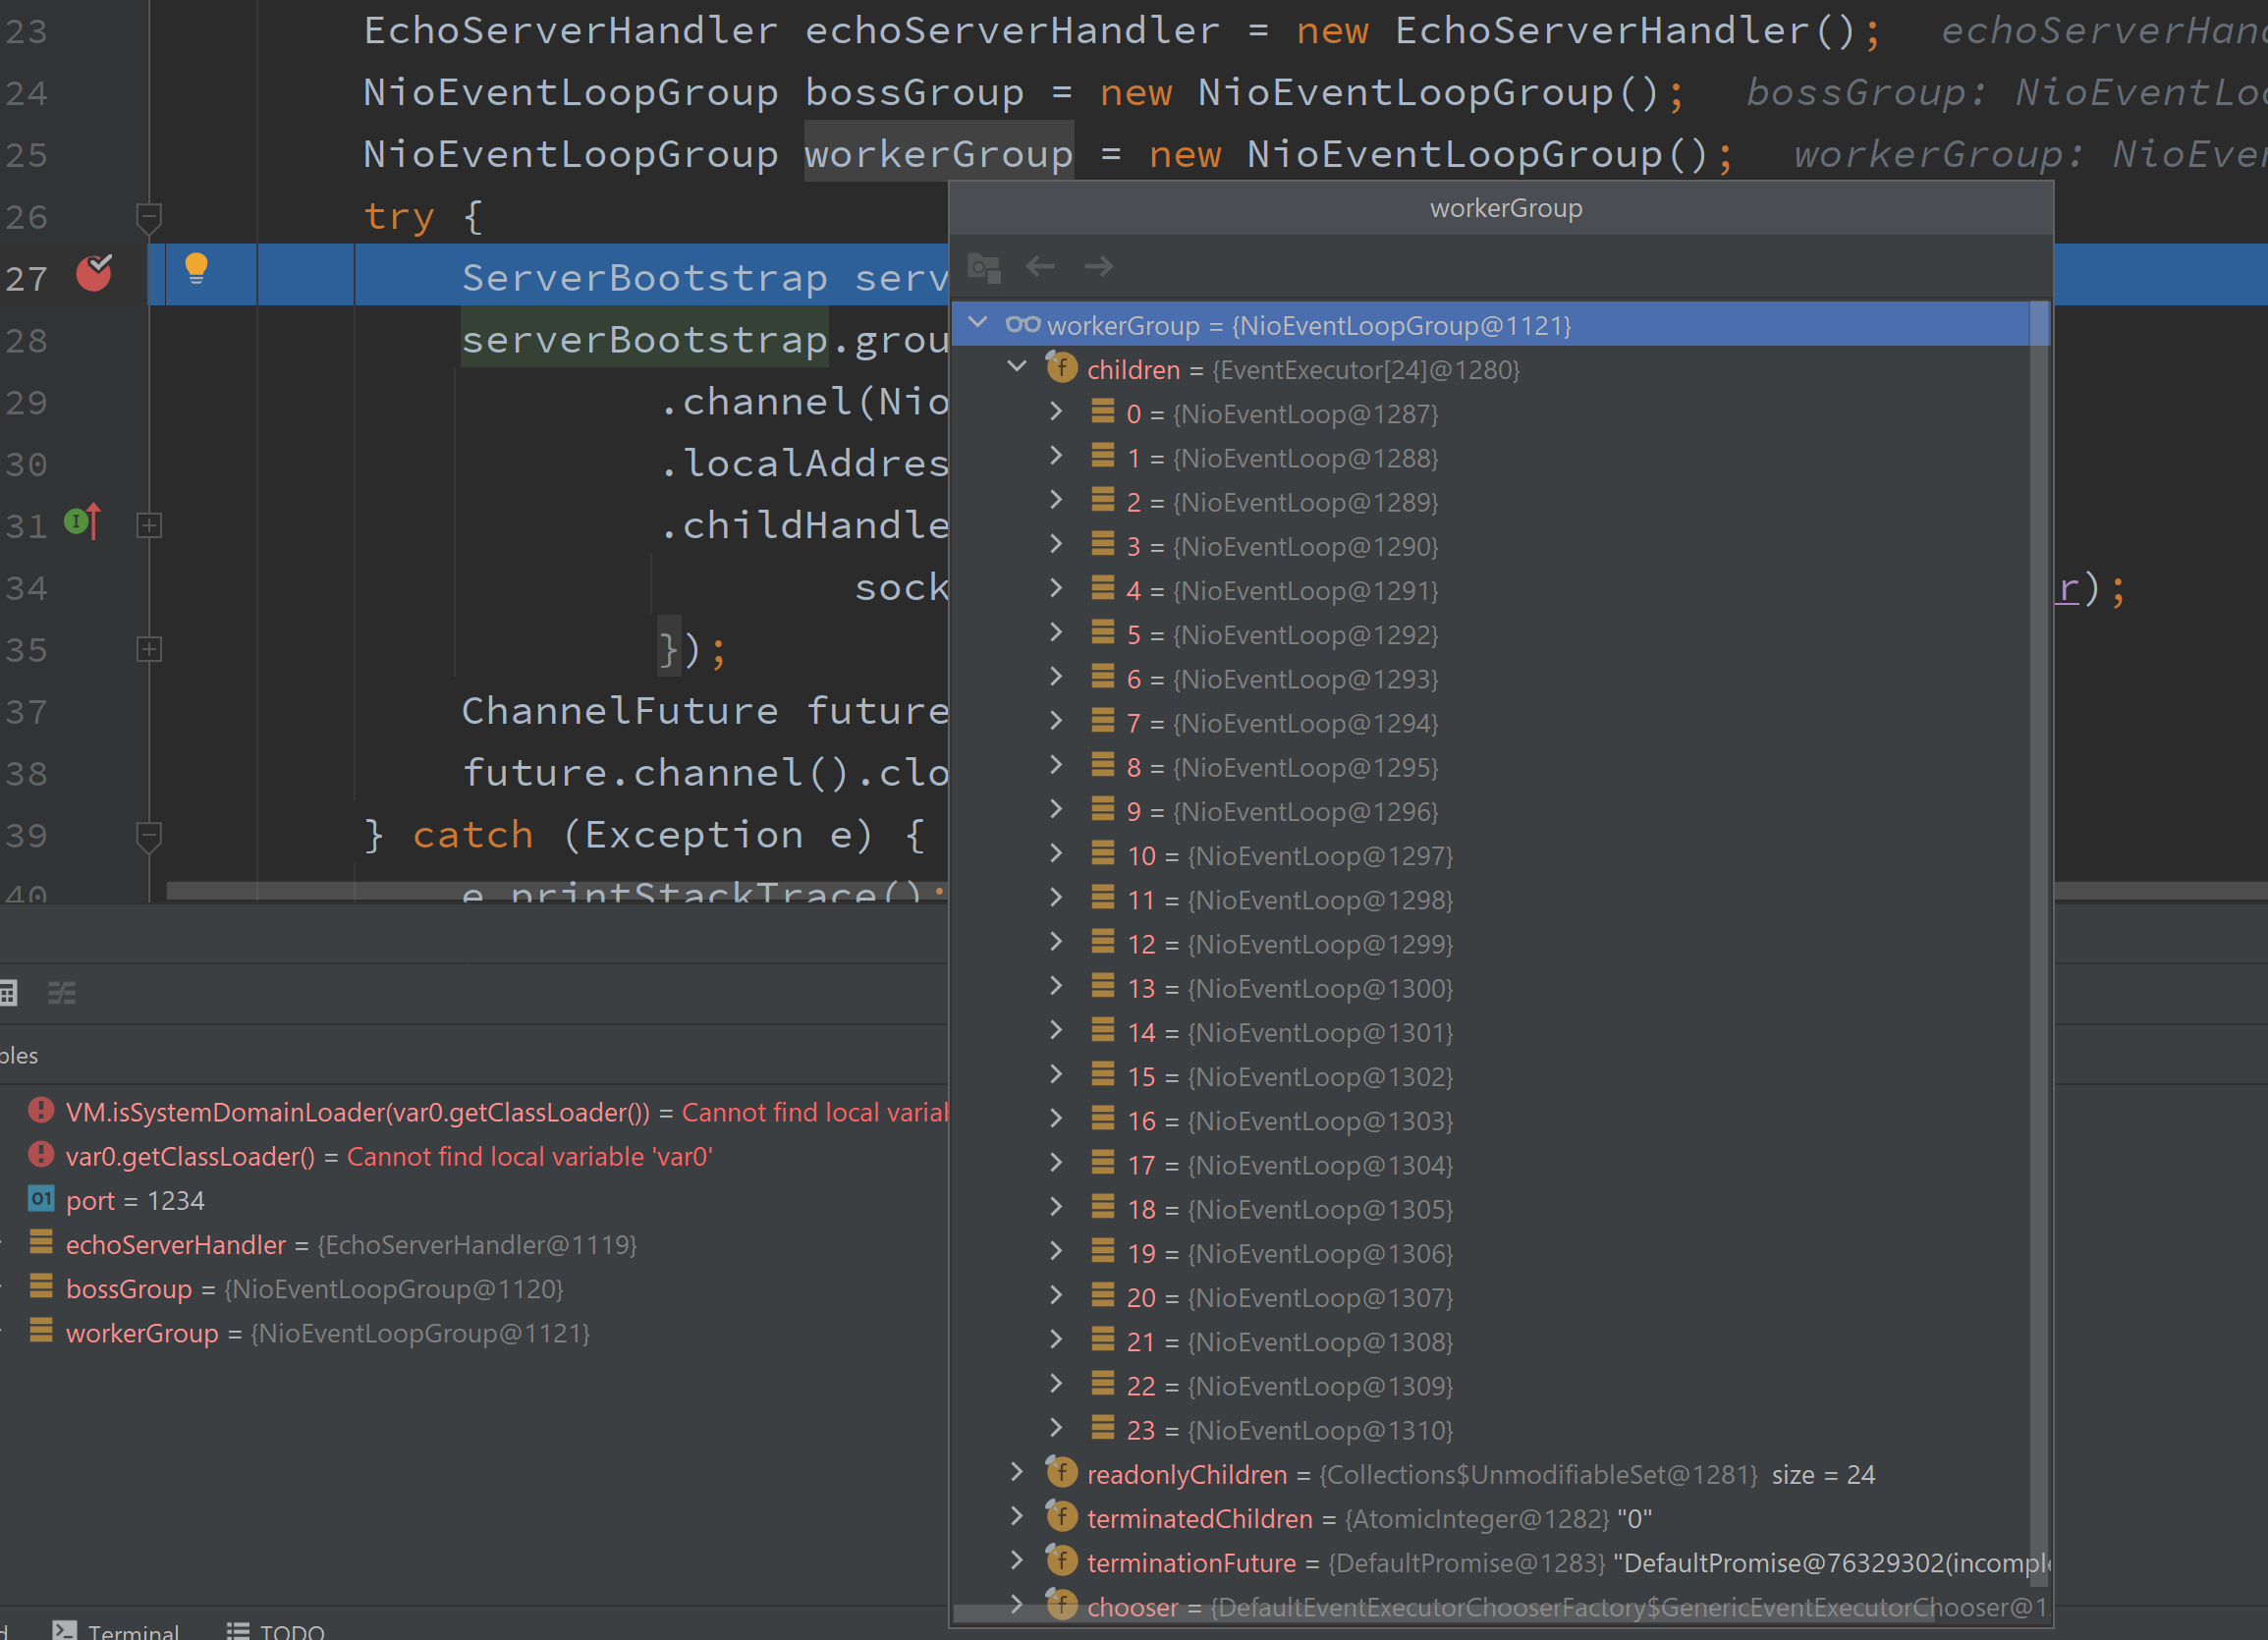 23 EchoServerHandler echoServerHandler = new EchoServerHandler(); echoServerHand
24 NioEventLoopGroup bossGroup = new NioEventLoopGroup(); bossGroup: NioEventLoo
25 NioEventLoopGroup workerGroup = new NioEventLoopGroup(); workerGroup: NioEven
26 try {
27 ServerBootstrap serv
28 serverBootstrap.grou
29 .channel(Nio
30 .localAddres
31 .childHandle
34 sock r);
35 });
37 ChannelFuture future
38 future.channel().clo
39 } catch (Exception e) {
40 e.printStackTrace();
bles
VM.isSystemDomainLoader(var0.getClassLoader()) = Cannot find local variab
var0.getClassLoader() = Cannot find local variable 'var0'
01 port = 1234
echoServerHandler = {EchoServerHandler@1119}
bossGroup = {NioEventLoopGroup@1120}
workerGroup = {NioEventLoopGroup@1121}
Terminal TODO
workerGroup
workerGroup = {NioEventLoopGroup@1121}
f children = {EventExecutor[24]@1280}
0 = {NioEventLoop@1287}
1 = {NioEventLoop@1288}
2 = {NioEventLoop@1289}
3 = {NioEventLoop@1290}
4 = {NioEventLoop@1291}
5 = {NioEventLoop@1292}
6 = {NioEventLoop@1293}
7 = {NioEventLoop@1294}
8 = {NioEventLoop@1295}
9 = {NioEventLoop@1296}
10 = {NioEventLoop@1297}
11 = {NioEventLoop@1298}
12 = {NioEventLoop@1299}
13 = {NioEventLoop@1300}
14 = {NioEventLoop@1301}
15 = {NioEventLoop@1302}
16 = {NioEventLoop@1303}
17 = {NioEventLoop@1304}
18 = {NioEventLoop@1305}
19 = {NioEventLoop@1306}
20 = {NioEventLoop@1307}
21 = {NioEventLoop@1308}
22 = {NioEventLoop@1309}
23 = {NioEventLoop@1310}
f readonlyChildren = {Collections$UnmodifiableSet@1281} size = 24
f terminatedChildren = {AtomicInteger@1282} "0"
f terminationFuture = {DefaultPromise@1283} "DefaultPromise@76329302(incomple
f chooser = {DefaultEventExecutorChooserFactory$GenericEventExecutorChooser@1